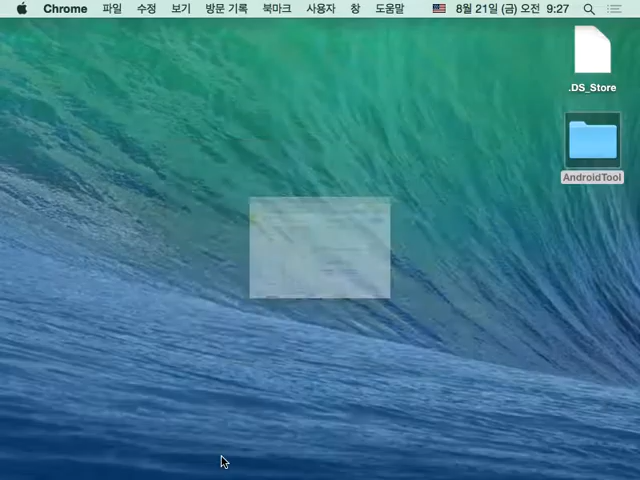 Chrome 파일 수정 보기 방문 기록 북마크 사용자 창 도움말 8월 21일 (금) 오전 9:27
.DS_Store
AndroidTool